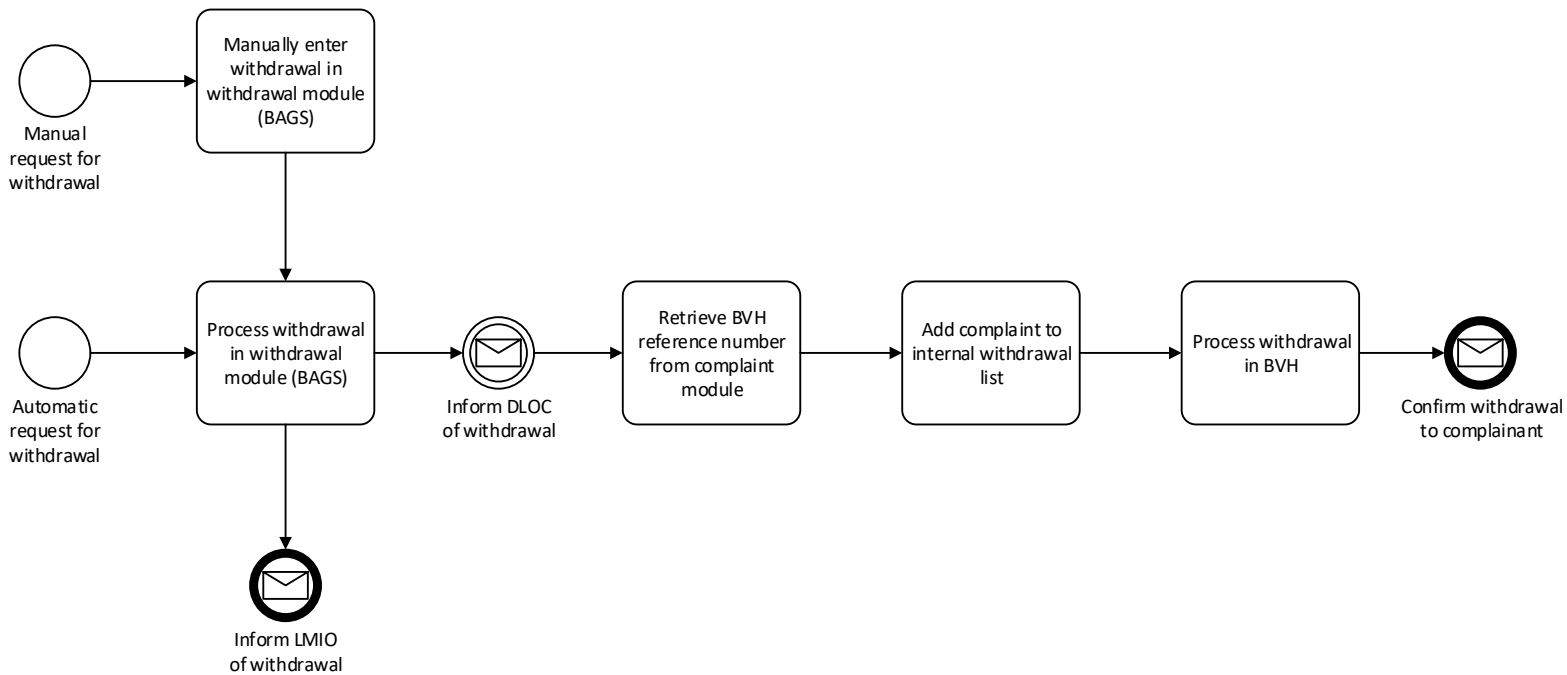 Manually enter
withdrawal in
withdrawal module
(BAGS)
Manual
request for
withdrawal
Process withdrawal
in withdrawal
module (BAGS)
Automatic
request for
withdrawal
Inform DLOC
of withdrawal
Retrieve BVH
reference number
from complaint
module
Add complaint to
internal withdrawal
list
Process withdrawal
in BVH
Confirm withdrawal
to complainant
Inform LMIO
of withdrawal